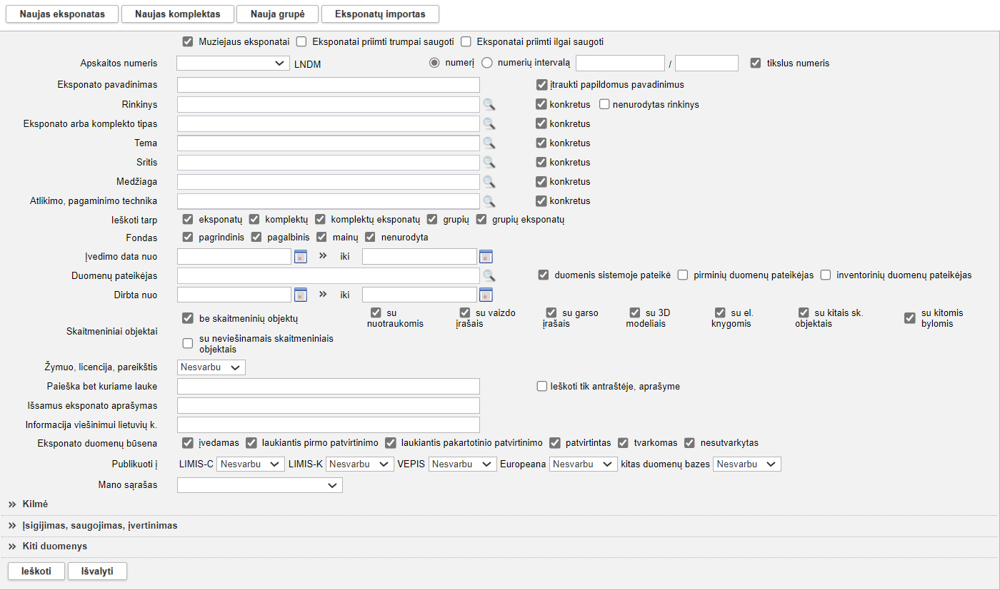 Naujas eksponatas Naujas komplektas Nauja grupė Eksponatų importas
Muziejaus eksponatai Eksponatai priimti trumpai saugoti Eksponatai priimti ilgai saugoti
Apskaitos numeris LNDM numerį numerių intervalą / tikslus numeris
Eksponato pavadinimas įtraukti papildomus pavadinimus
Rinkinys konkretus nenurodytas rinkinys
Eksponato arba komplekto tipas konkretus
Tema konkretus
Sritis konkretus
Medžiaga konkretus
Atlikimo, pagaminimo technika konkretus
Ieškoti tarp eksponatų komplektų komplektų eksponatų grupių grupių eksponatų
Fondas pagrindinis pagalbinis mainų nenurodyta
Įvedimo data nuo » iki
Duomenų pateikėjas duomenis sistemoje pateikė pirminių duomenų pateikėjas inventorinių duomenų pateikėjas
Dirbta nuo » iki
Skaitmeniniai objektai be skaitmeninių objektų su nuotraukomis su vaizdo įrašais su garso įrašais su 3D modeliais su el. knygomis su kitais sk. objektais su kitomis bylomis
su neviešinamais skaitmeniniais
objektais
Žymuo, licencija, pareikštis Nesvarbu
Paieška bet kuriame lauke Ieškoti tik antraštėje, aprašyme
Išsamus eksponato aprašymas
Informacija viešinimui lietuvių k.
Eksponato duomenų būsena įvedamas laukiantis pirmo patvirtinimo laukiantis pakartotinio patvirtinimo patvirtintas tvarkomas nesutvarkytas
Publikuoti į LIMIS-C Nesvarbu LIMIS-K Nesvarbu VEPIS Nesvarbu Europeana Nesvarbu kitas duomenų bazes Nesvarbu
Mano sąrašas
» Kilmė
» Įsigijimas, saugojimas, įvertinimas
» Kiti duomenys
Ieškoti Išvalyti